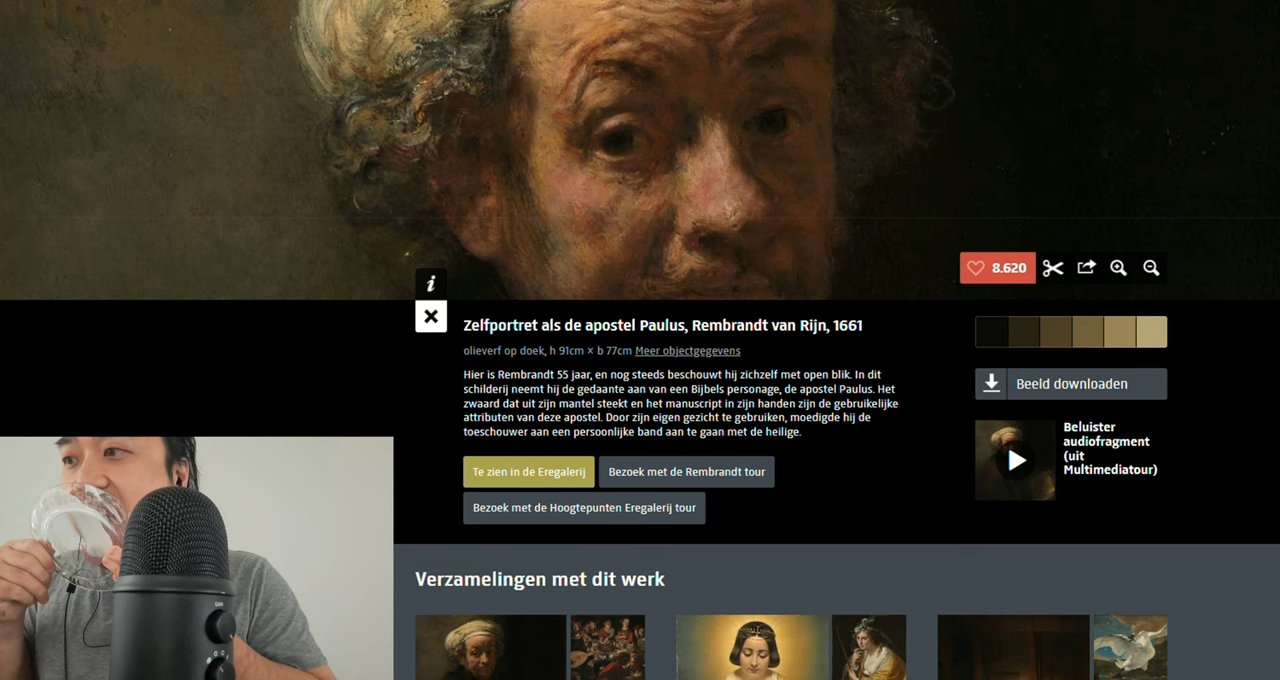 8.620
i
Zelfportret als de apostel Paulus, Rembrandt van Rijn, 1661
olieverf op doek, h 91cm × b 77cm Meer objectgegevens
Hier is Rembrandt 55 jaar, en nog steeds beschouwt hij zichzelf met open blik. In dit
schilderij neemt hij de gedaante aan van een Bijbels personage, de apostel Paulus. Het
zwaard dat uit zijn mantel steekt en het manuscript in zijn handen zijn de gebruikelijke
attributen van deze apostel. Door zijn eigen gezicht te gebruiken, moedigde hij de
toeschouwer aan een persoonlijke band aan te gaan met de heilige.
Te zien in de Eregalerij
Bezoek met de Rembrandt tour
Bezoek met de Hoogtepunten Eregalerij tour
Beeld downloaden
Beluister
audiofragment
(uit
Multimediatour)
Verzamelingen met dit werk
GAIN